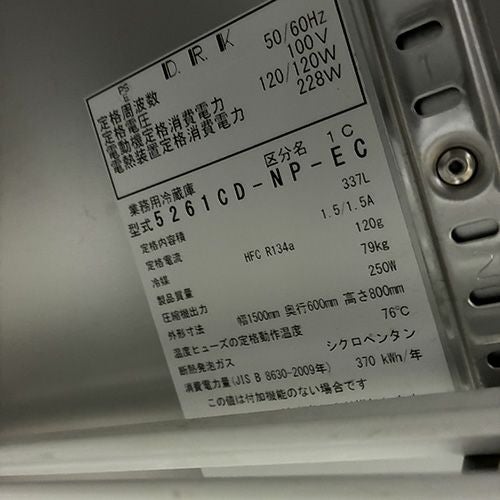 PS
E
D.R.K
定格周波数 50/60Hz
定格電圧 100V
電動機定格消費電力 120/120W
電熱装置定格消費電力 228W
業務用冷蔵庫 区分名 1C
型式 5261CD-NP-EC
定格内容積 337L
定格電流 1.5/1.5A
冷媒 HFC R134a 120g
製品質量 79kg
圧縮機出力 250W
外形寸法 幅1500mm 奥行600mm 高さ800mm
温度ヒューズの定格動作温度 76℃
断熱発泡ガス シクロペンタン
消費電力量(JIS B 8630-2009年) 370 kWh/年
この値は付加機能のない場合です